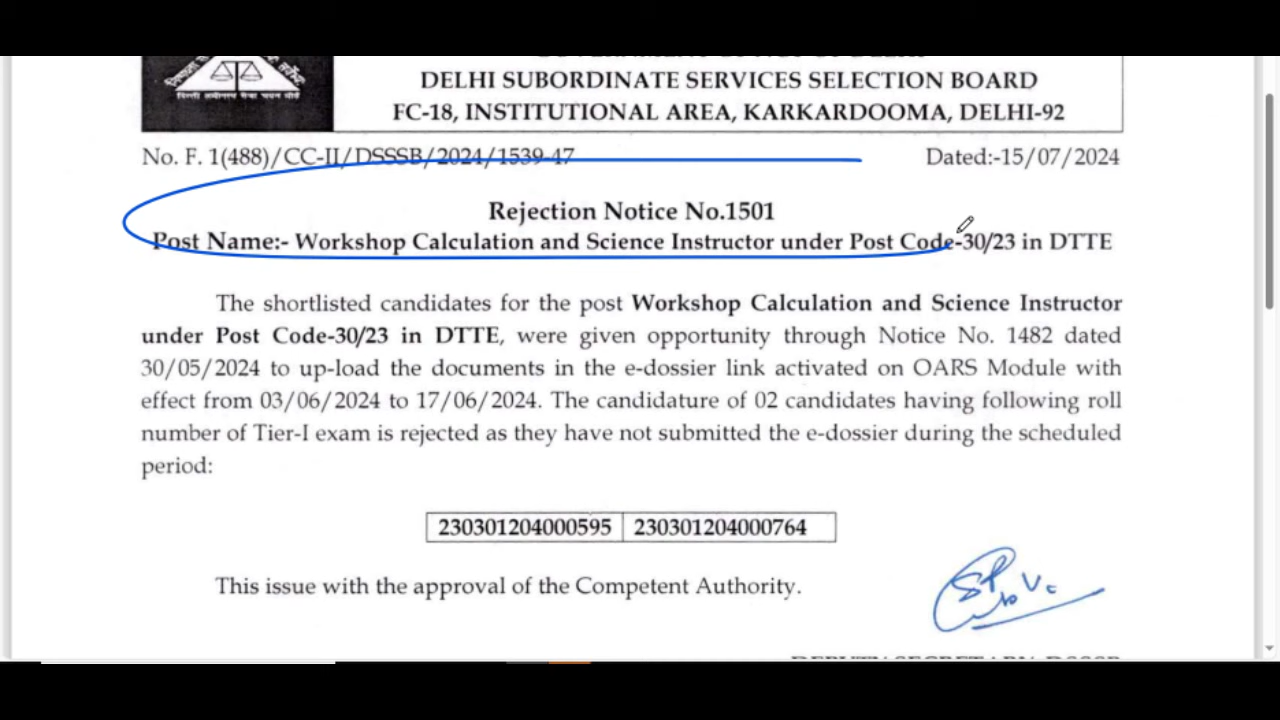 DELHI SUBORDINATE SERVICES SELECTION BOARD
FC-18, INSTITUTIONAL AREA, KARKARDOOMA, DELHI-92
No. F. 1(488)/CC-II/DSSSB/2024/1539-47 Dated:-15/07/2024
Rejection Notice No.1501
Post Name:- Workshop Calculation and Science Instructor under Post Code-30/23 in DTTE
The shortlisted candidates for the post Workshop Calculation and Science Instructor
under Post Code-30/23 in DTTE, were given opportunity through Notice No. 1482 dated
30/05/2024 to up-load the documents in the e-dossier link activated on OARS Module with
effect from 03/06/2024 to 17/06/2024. The candidature of 02 candidates having following roll
number of Tier-I exam is rejected as they have not submitted the e-dossier during the scheduled
period:
230301204000595 230301204000764
This issue with the approval of the Competent Authority.
DEPUTY SECRETARY, DSSSB